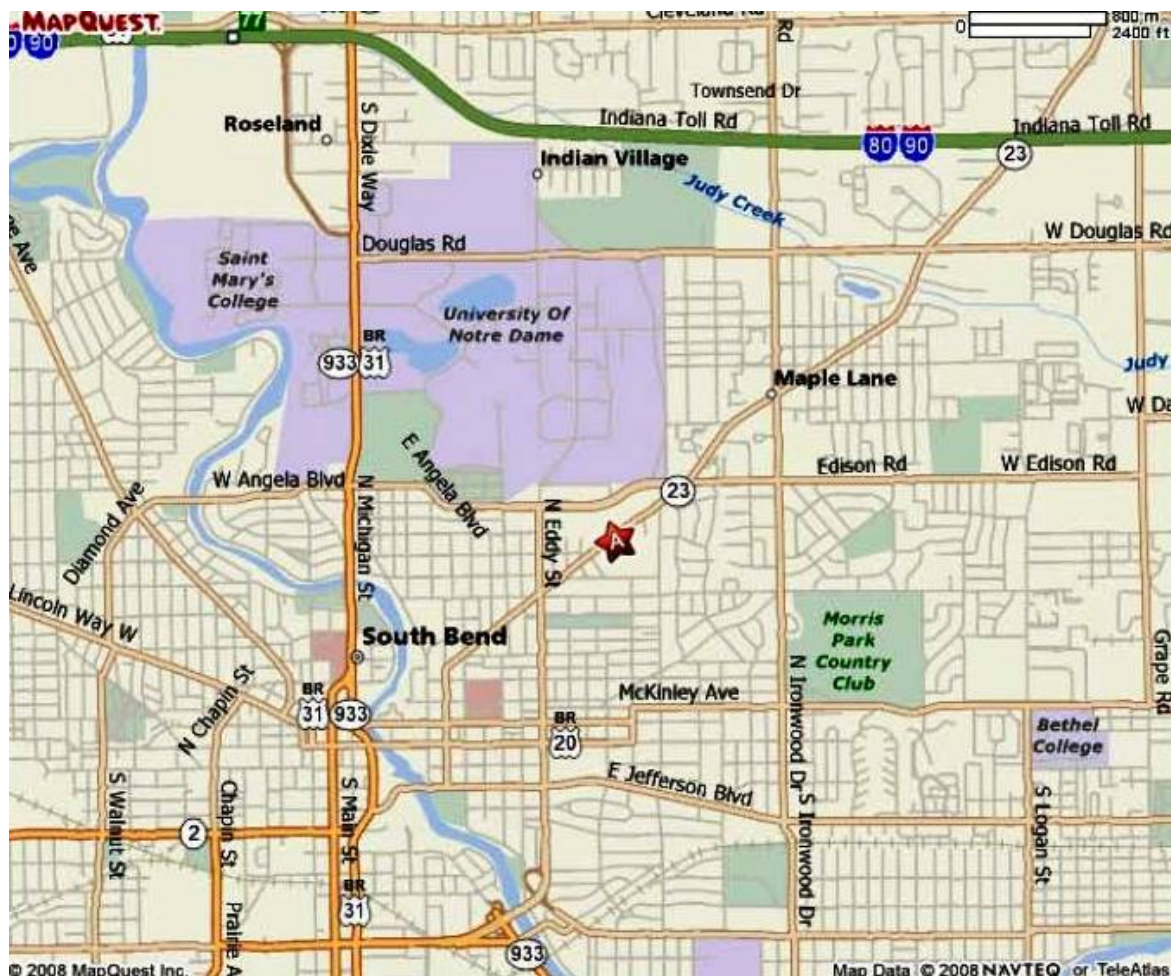 MAPQUEST.
90
77
Cleveland Rd
0
800 m
2400 ft
Rd
Townsend Dr
Indiana Toll Rd
80
90
Indiana Toll Rd
23
Roseland
S Dixie Way
Indian Village
Judy Creek
Douglas Rd
W Douglas Rd
Saint
Mary's
College
University Of
Notre Dame
BR
933
31
Maple Lane
Judy
Edison Rd
W Edison Rd
W Angela Blvd
E Angela Blvd
23
N Michigan St
N Eddy St
A
Diamond Ave
Lincoln Way W
South Bend
Morris
Park
Country
Club
Grape Rd
N Chapin St
BR
31
933
McKinley Ave
N Ironwood Dr
BR
20
Bethel
College
E Jefferson Blvd
S Walnut St
Chapin St
S Main St
S Ironwood Dr
S Logan St
2
BR
31
933
© 2008 MapQuest Inc.
Map Data © 2008 NAVTEQ or TeleAtlas